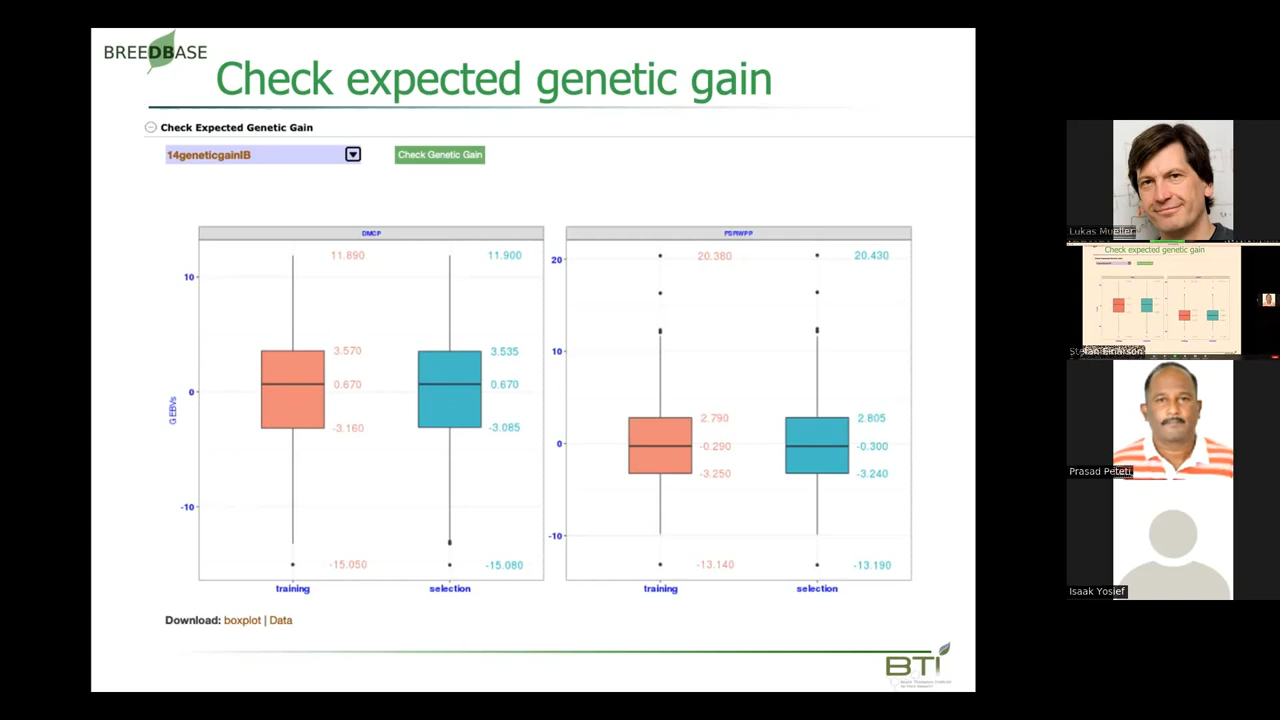 BREEDBASE
Check expected genetic gain
Check Expected Genetic Gain
14geneticgainIB
Check Genetic Gain
DMCP
11.890
11.900
10
3.570
3.535
0.670
0.670
0
-3.160
-3.085
GEBVs
-10
-15.050
-15.080
training
selection
20
20.380
20.430
10
2.790
2.805
0
-0.290
-0.300
-3.250
-3.240
-10
-13.140
-13.190
training
selection
Download: boxplot | Data
BTI
Lukas Mueller
Check expected genetic gain
Prasad Peteti
Isaak Yosief